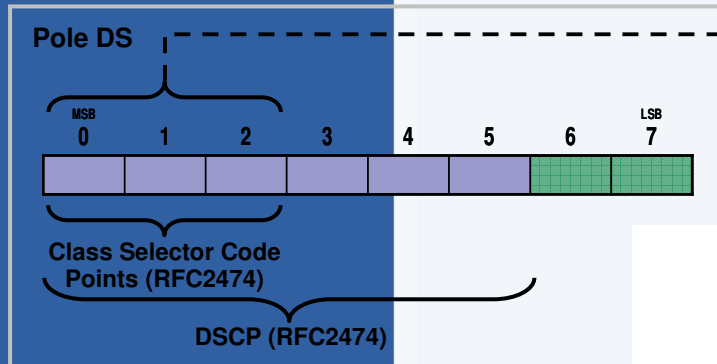 Pole DS
MSB LSB
0 1 2 3 4 5 6 7
Class Selector Code
Points (RFC2474)
DSCP (RFC2474)